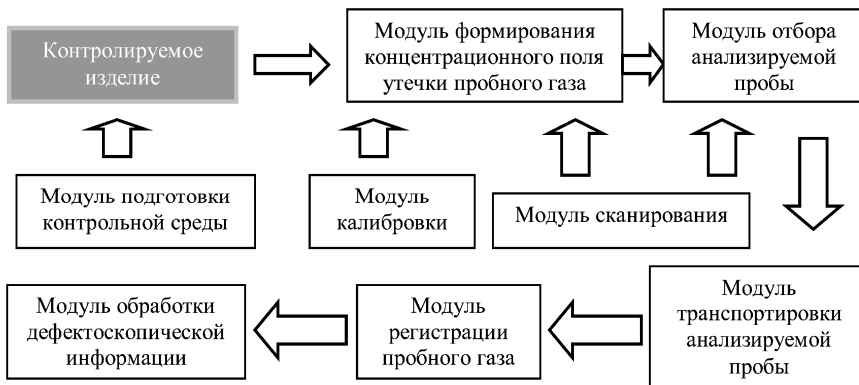 Контролируемое
изделие
Модуль формирования
концентрационного поля
утечки пробного газа
Модуль отбора
анализируемой
пробы
Модуль подготовки
контрольной среды
Модуль
калибровки
Модуль сканирования
Модуль обработки
дефектоскопической
информации
Модуль
регистрации
пробного газа
Модуль
транспортировки
анализируемой
пробы